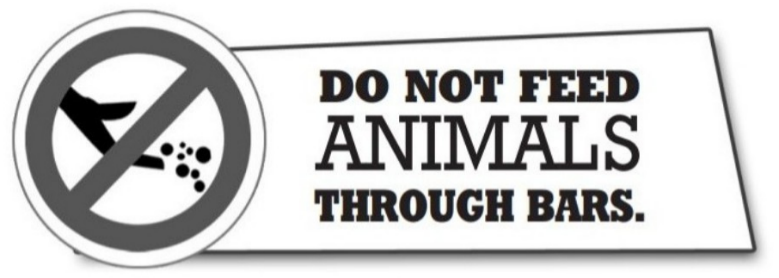 DO NOT FEED
ANIMALS
THROUGH BARS.